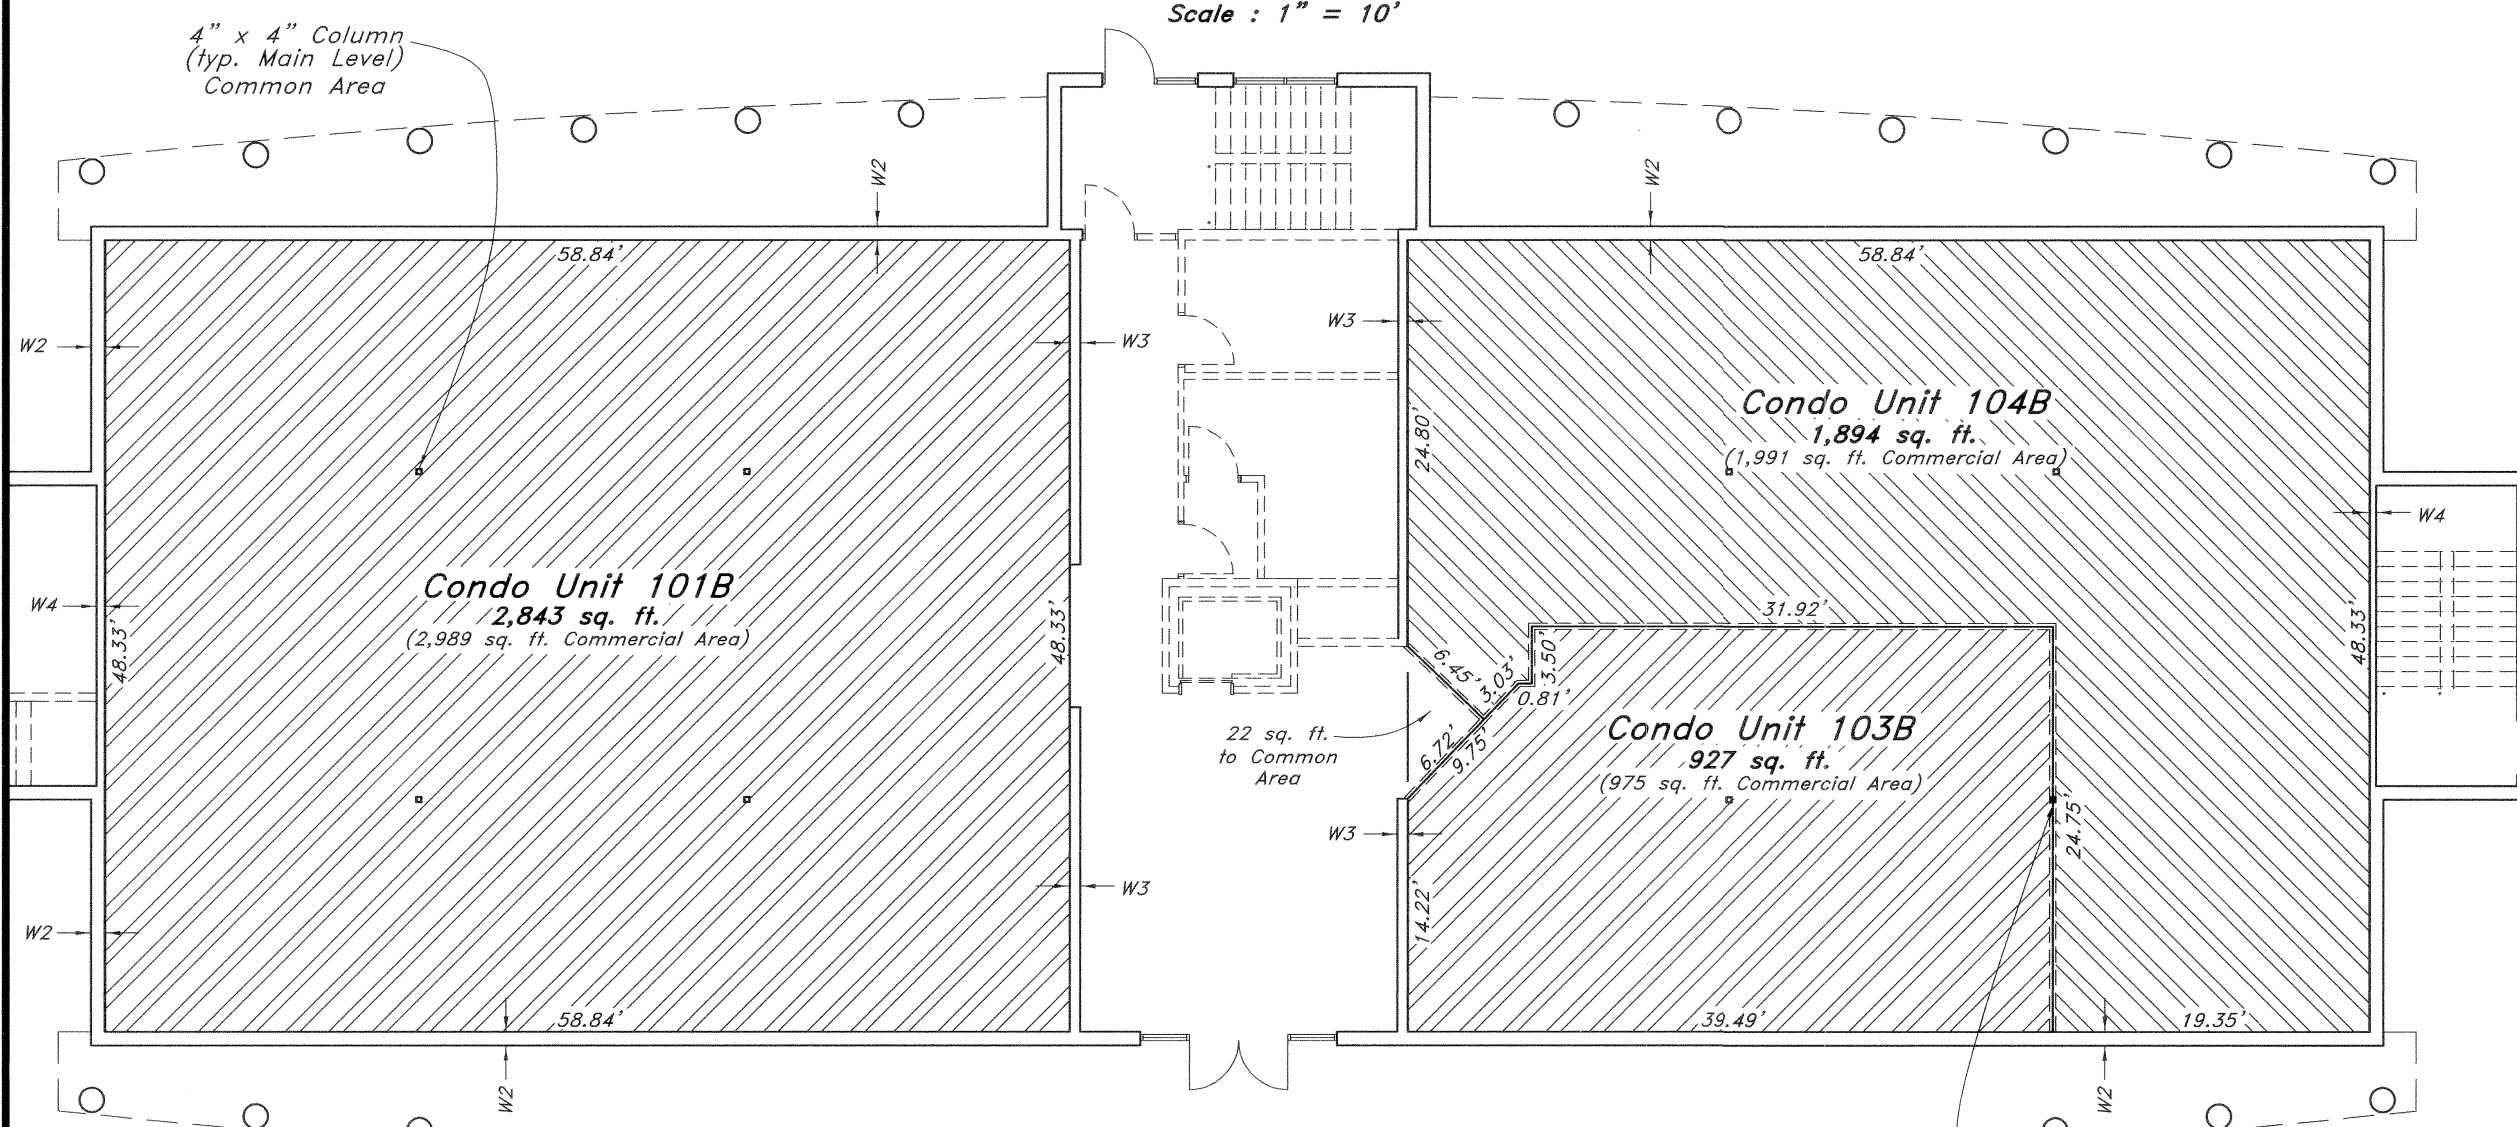 Scale : 1" = 10'
4" x 4" Column
(typ. Main Level)
Common Area
W2
W2
58.84'
58.84'
W2
W3
W3
24.80'
Condo Unit 104B
1,894 sq. ft.
(1,991 sq. ft. Commercial Area)
W4
Condo Unit 101B
2,843 sq. ft.
(2,989 sq. ft. Commercial Area)
W4
48.33'
48.33'
31.92'
48.33'
6.45'
3.03'
3.50'
0.81'
22 sq. ft.
to Common
Area
6.72'
9.75'
Condo Unit 103B
927 sq. ft.
(975 sq. ft. Commercial Area)
24.75'
W3
W3
14.22'
W2
58.84'
39.49'
19.35'
W2
W2